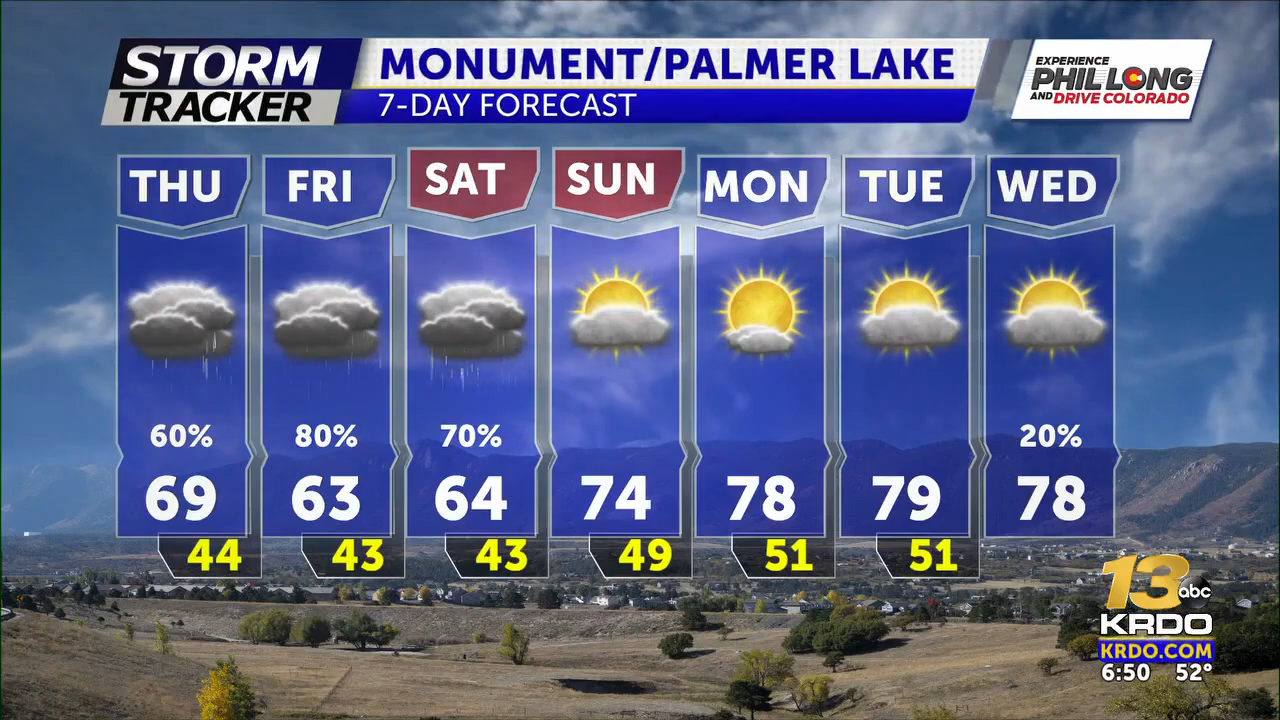 STORM
TRACKER
MONUMENT/PALMER LAKE
7-DAY FORECAST
EXPERIENCE
PHIL LONG
AND DRIVE COLORADO
THU FRI SAT SUN MON TUE WED
60% 80% 70% 20%
69 63 64 74 78 79 78
44 43 43 49 51 51
13 abc
KRDO
KRDO.COM
6:50 52°